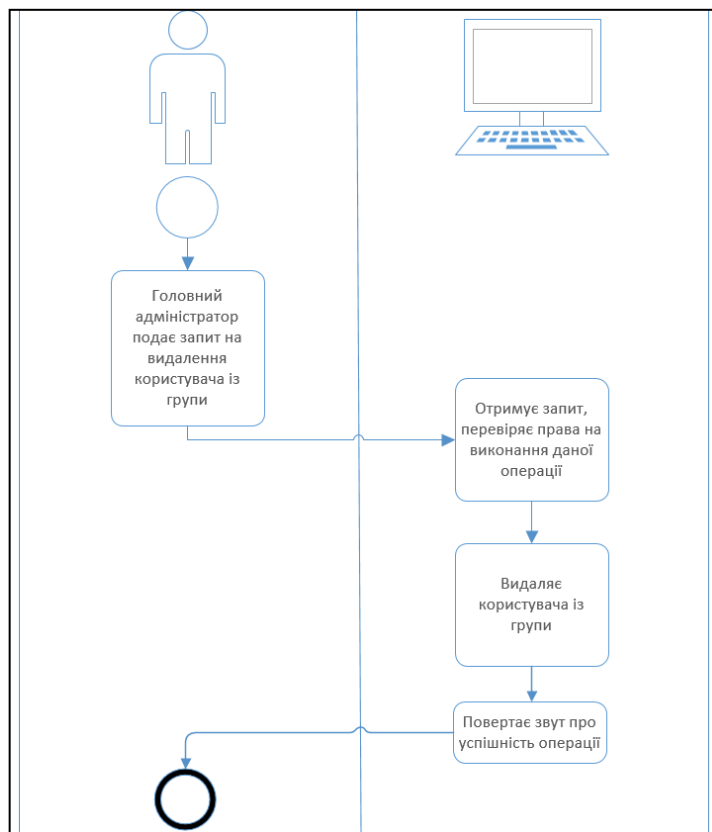 Головний
адміністратор
подає запит на
видалення
користувача із
групи
Отримує запит,
перевіряє права на
виконання даної
операції
Видаляє
користувача із
групи
Повертає звут про
успішність операції